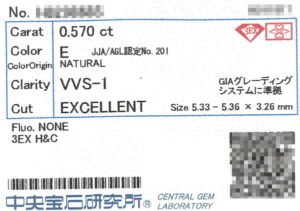 No.
Carat 0.570 ct
Color E JJA/AGL認定No. 201
ColorOrigin NATURAL
Clarity VVS-1 GIAグレーディング
システムに準拠
Cut EXCELLENT Size 5.33 - 5.36 × 3.26 mm
Fluo. NONE
3EX H&C
中央宝石研究所® CENTRAL GEM
LABORATORY